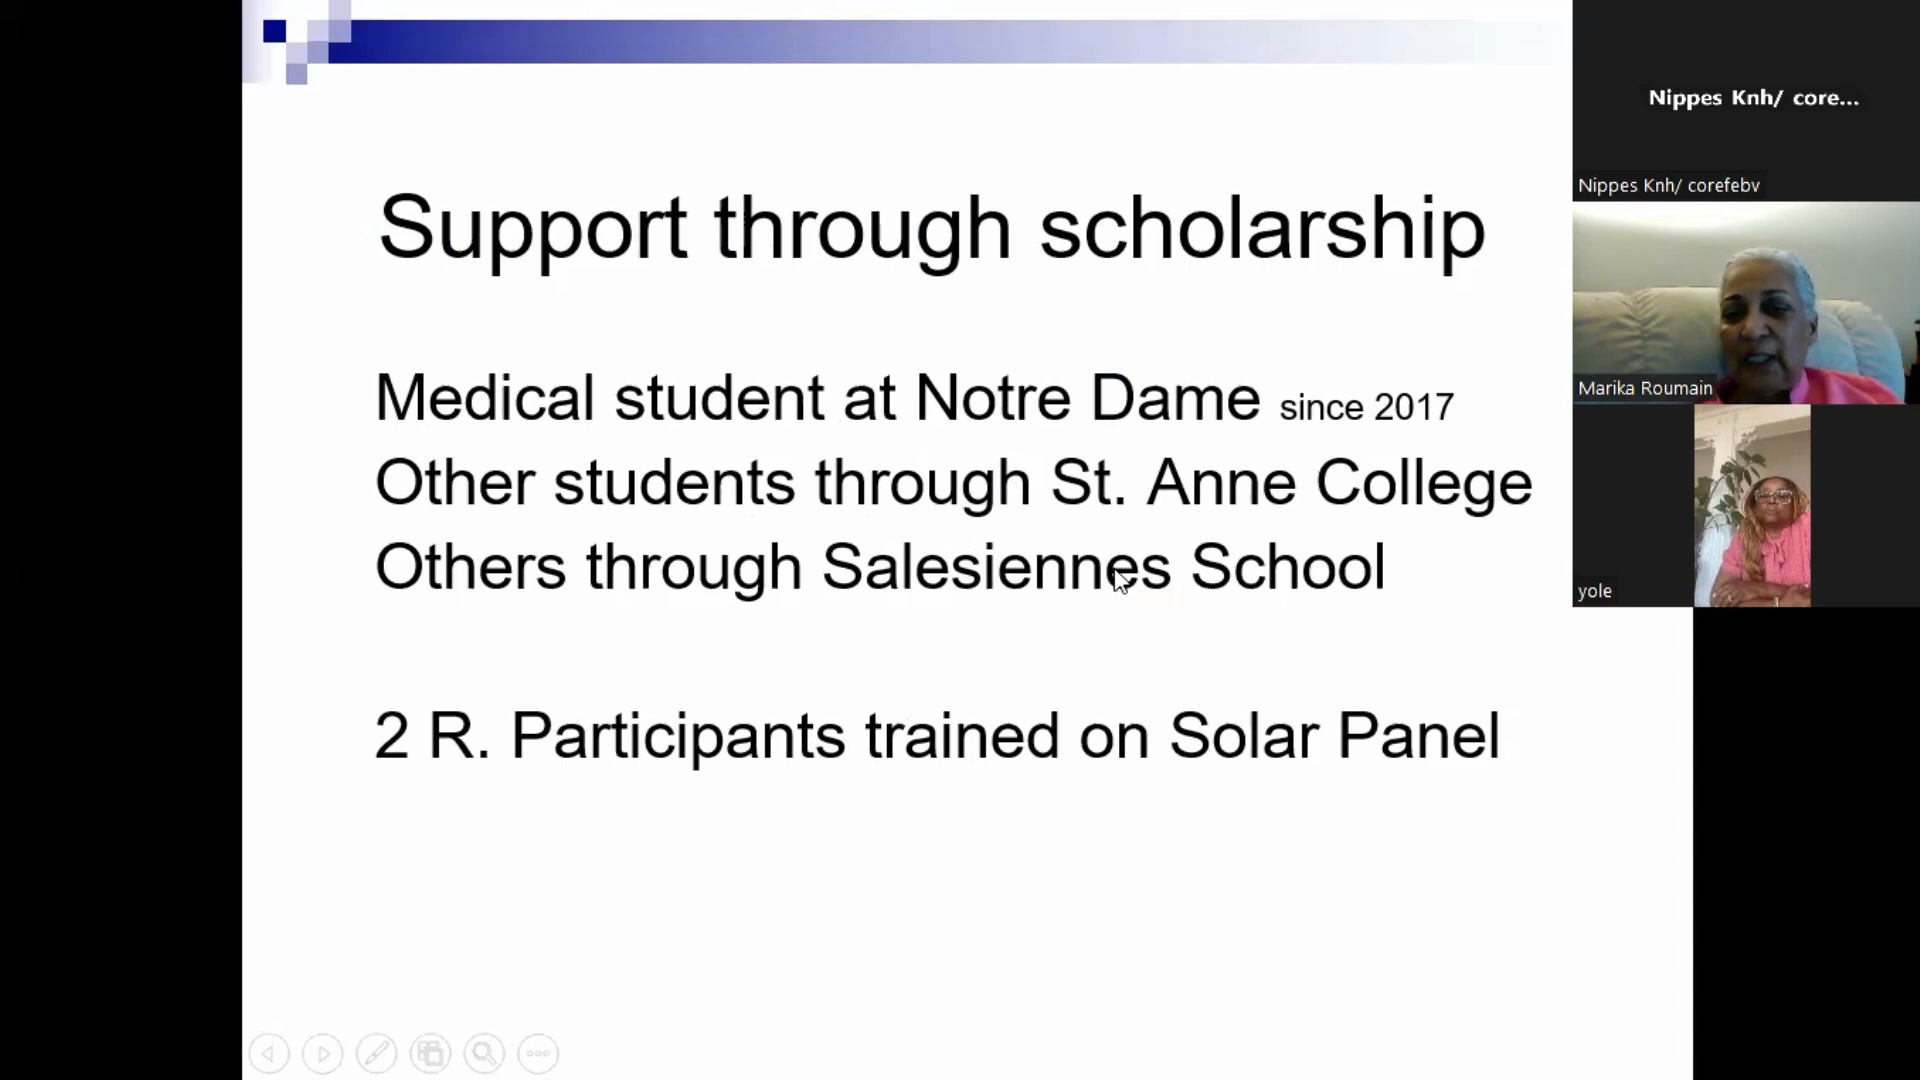 Support through scholarship
Medical student at Notre Dame since 2017
Other students through St. Anne College
Others through Salesiennes School
2 R. Participants trained on Solar Panel
Nippes Knh/ core...
Nippes Knh/ corefebv
Marika Roumain
yole